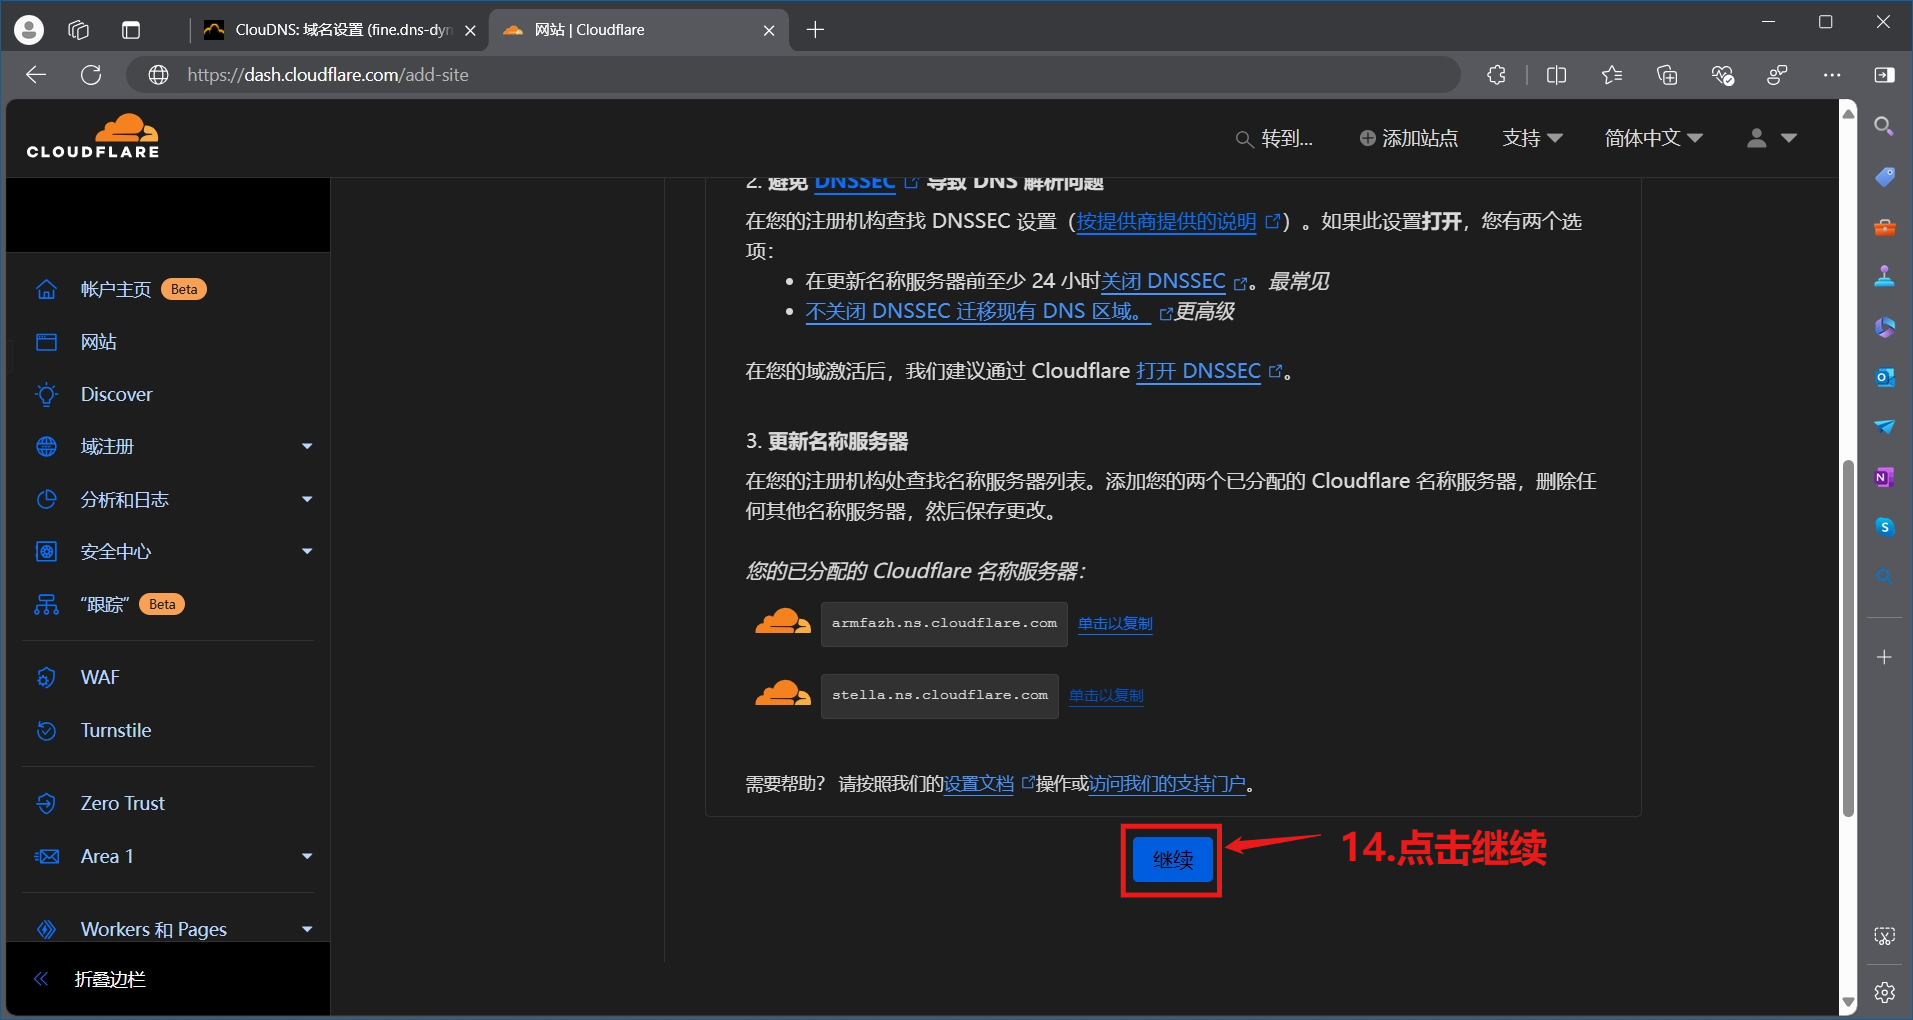 ClouDNS: 域名设置 (fine.dns-dyn
网站 | Cloudflare
https://dash.cloudflare.com/add-site
CLOUDFLARE
转到...
添加站点
支持
简体中文
帐户主页 Beta
网站
Discover
域注册
分析和日志
安全中心
“跟踪” Beta
WAF
Turnstile
Zero Trust
Area 1
Workers 和 Pages
折叠边栏
2. 避免 DNSSEC 导致 DNS 解析问题
在您的注册机构查找 DNSSEC 设置（按提供商提供的说明）。如果此设置打开，您有两个选
项：
• 在更新名称服务器前至少 24 小时关闭 DNSSEC。最常见
• 不关闭 DNSSEC 迁移现有 DNS 区域。更高级
在您的域激活后，我们建议通过 Cloudflare 打开 DNSSEC。
3. 更新名称服务器
在您的注册机构处查找名称服务器列表。添加您的两个已分配的 Cloudflare 名称服务器，删除任
何其他名称服务器，然后保存更改。
您的已分配的 Cloudflare 名称服务器：
armfazh.ns.cloudflare.com 单击以复制
stella.ns.cloudflare.com 单击以复制
需要帮助？ 请按照我们的设置文档操作或访问我们的支持门户。
继续
14.点击继续